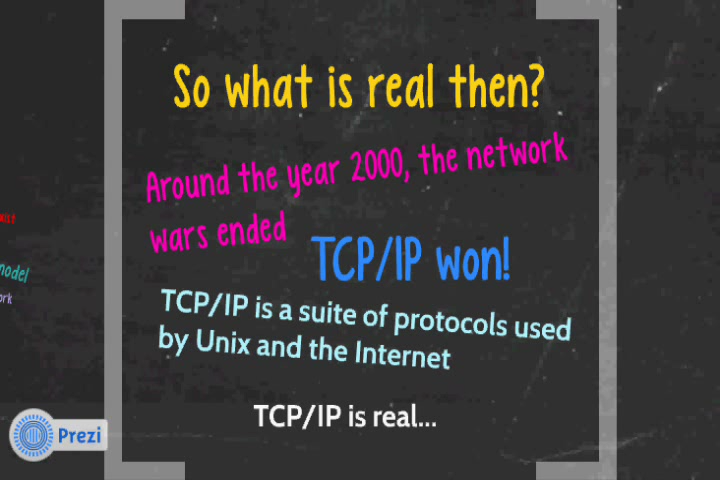 So what is real then?
Around the year 2000, the network
wars ended
TCP/IP won!
TCP/IP is a suite of protocols used
by Unix and the Internet
TCP/IP is real...
Prezi